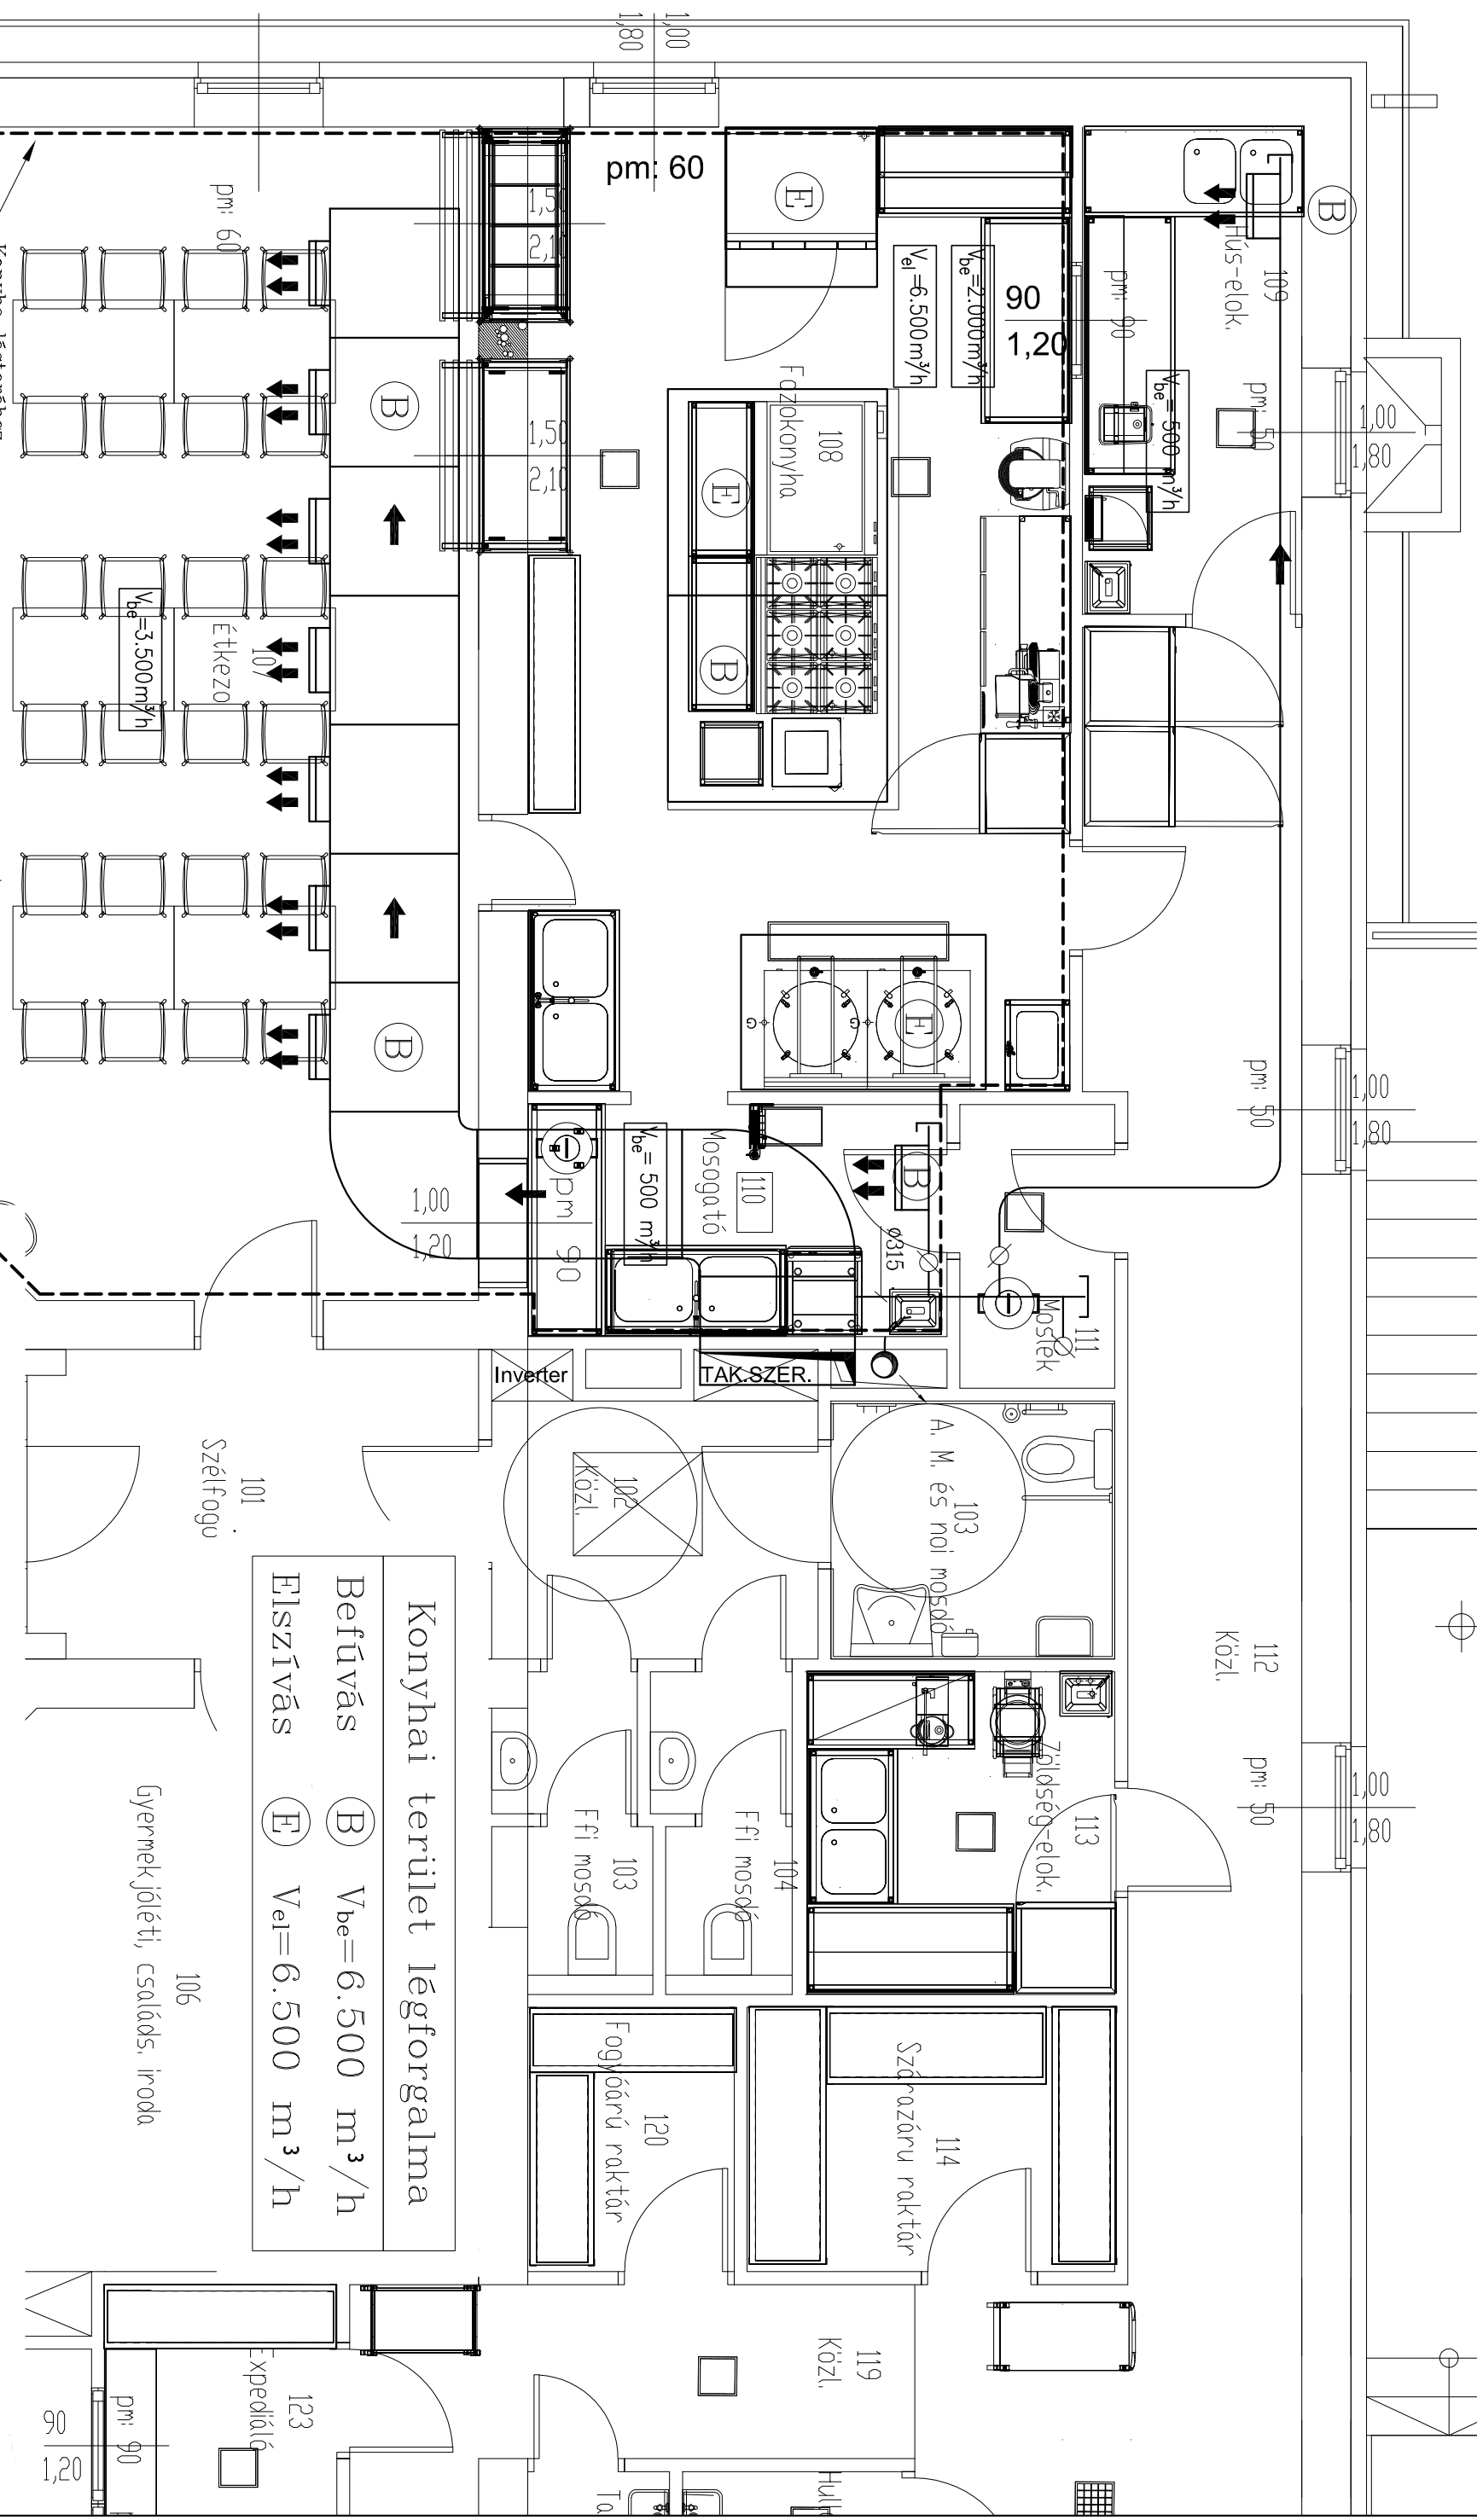 1,00
1,80
pm: 60
1,50
2,10
pm: 60
E
B
Hús-elok.
109
pm: 90
90
1,20
Vbe=2.000m³/h
Vel=6.500m³/h
Vbe= 500 m³/h
pm: 50
1,00
1,80
B
1,50
2,10
108
Fozokonyha
E
B
107
Étkezo
Vbe=3.500m³/h
B
G
G
E
pm: 50
1,00
1,80
Vbe= 500 m³/h
Mosogató
110
B
ø315
pm 90
1,00
1,20
111
Moslék
Inverter
TAK.SZER.
101
Szélfogó
102
Közl.
103
A. M. és noi mosdó
112
Közl.
Konyhai terület légforgalma
Befúvás B Vbe=6.500 m³/h
Elszívás E Vel=6.500 m³/h
113
Zöldség-elok.
pm: 50
1,00
1,80
103
Ffi mosdó
104
Ffi mosdó
106
Gyermekjóléti, családs. iroda
120
Fogyóárú raktár
114
Szárazáru raktár
119
Közl.
123
Expediáló
pm: 90
90
1,20